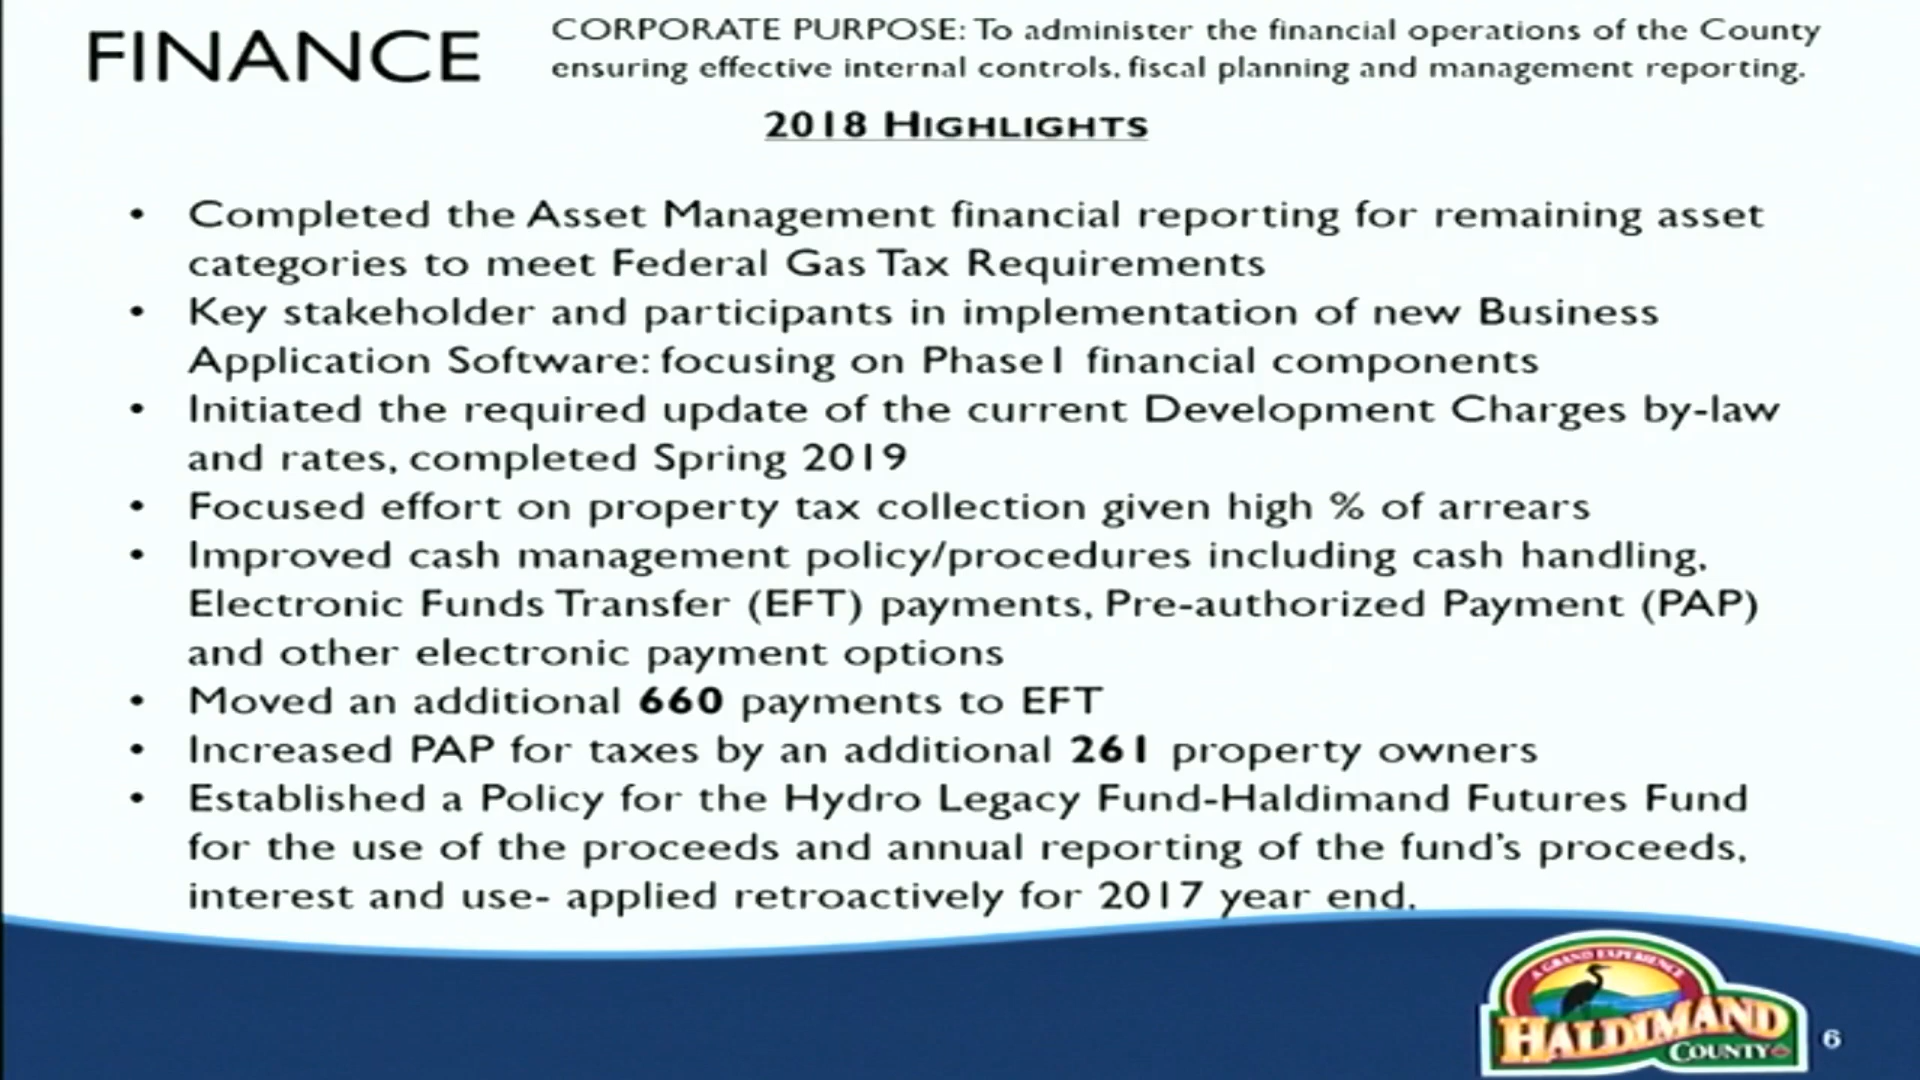 FINANCE
CORPORATE PURPOSE: To administer the financial operations of the County
ensuring effective internal controls, fiscal planning and management reporting.
2018 HIGHLIGHTS
• Completed the Asset Management financial reporting for remaining asset
categories to meet Federal Gas Tax Requirements
• Key stakeholder and participants in implementation of new Business
Application Software: focusing on Phase1 financial components
• Initiated the required update of the current Development Charges by-law
and rates, completed Spring 2019
• Focused effort on property tax collection given high % of arrears
• Improved cash management policy/procedures including cash handling,
Electronic Funds Transfer (EFT) payments, Pre-authorized Payment (PAP)
and other electronic payment options
• Moved an additional 660 payments to EFT
• Increased PAP for taxes by an additional 261 property owners
• Established a Policy for the Hydro Legacy Fund-Haldimand Futures Fund
for the use of the proceeds and annual reporting of the fund's proceeds,
interest and use- applied retroactively for 2017 year end.
A GRAND EXPERIENCE
HALDIMAND
COUNTY
6